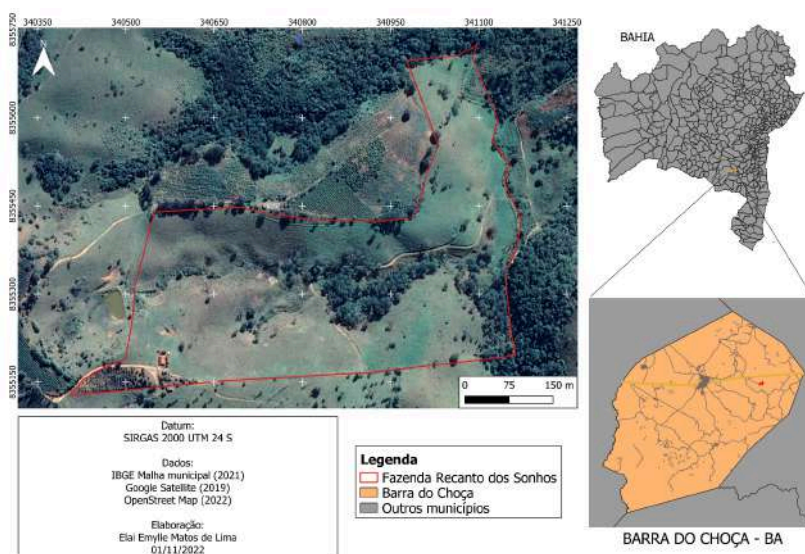 340350 340500 340650 340800 340950 341100 341250
8355750
8355600
8355450
8355300
8355150
0 75 150 m
BAHIA
Datum:
SIRGAS 2000 UTM 24 S
Dados:
IBGE Malha municipal (2021)
Google Satellite (2019)
OpenStreet Map (2022)
Elaboração:
Elai Emylle Matos de Lima
01/11/2022
Legenda
Fazenda Recanto dos Sonhos
Barra do Choça
Outros municípios
BARRA DO CHOÇA - BA